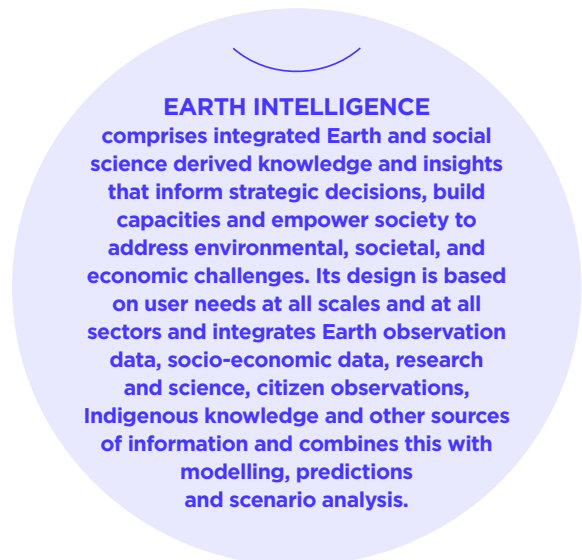 EARTH INTELLIGENCE
comprises integrated Earth and social
science derived knowledge and insights
that inform strategic decisions, build
capacities and empower society to
address environmental, societal, and
economic challenges. Its design is based
on user needs at all scales and at all
sectors and integrates Earth observation
data, socio-economic data, research
and science, citizen observations,
Indigenous knowledge and other sources
of information and combines this with
modelling, predictions
and scenario analysis.